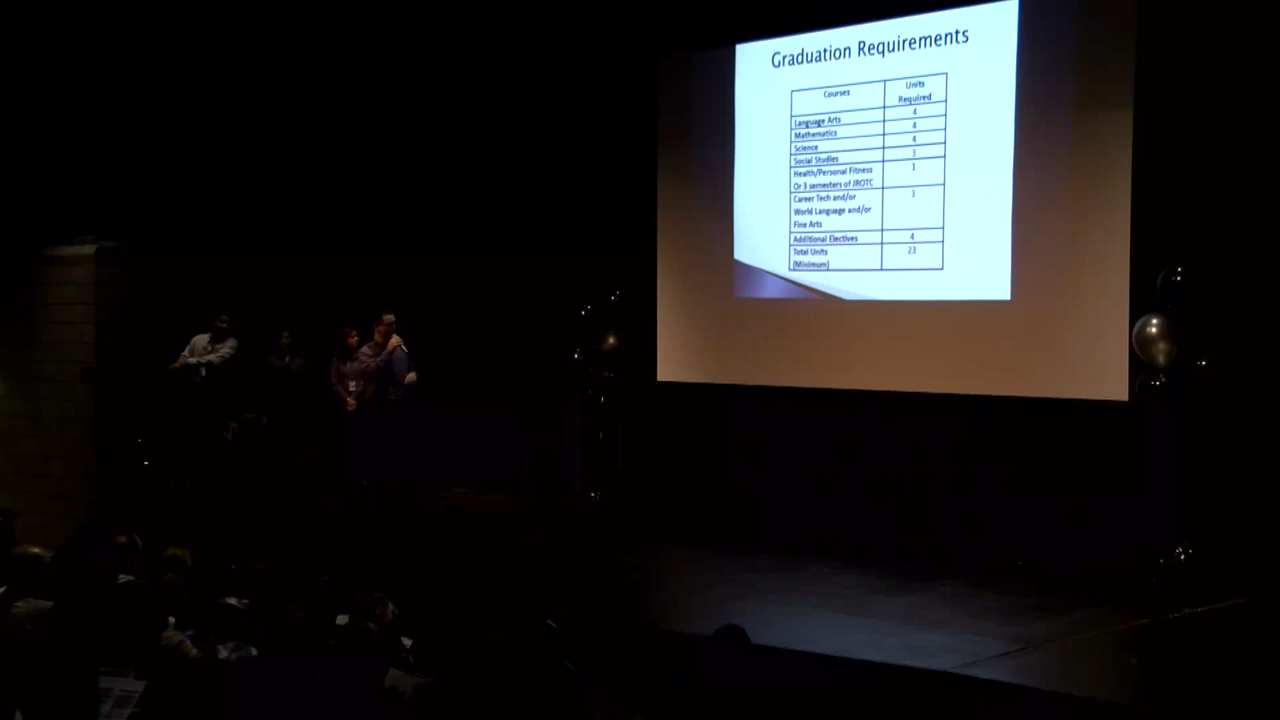 Graduation Requirements
Courses
Units
Required
Language Arts 4
Mathematics 4
Science 4
Social Studies 3
Health/Personal Fitness 1
Or 3 semesters of JROTC
Career Tech and/or 3
World Language and/or
Fine Arts
Additional Electives 4
Total Units 23
(Minimum)